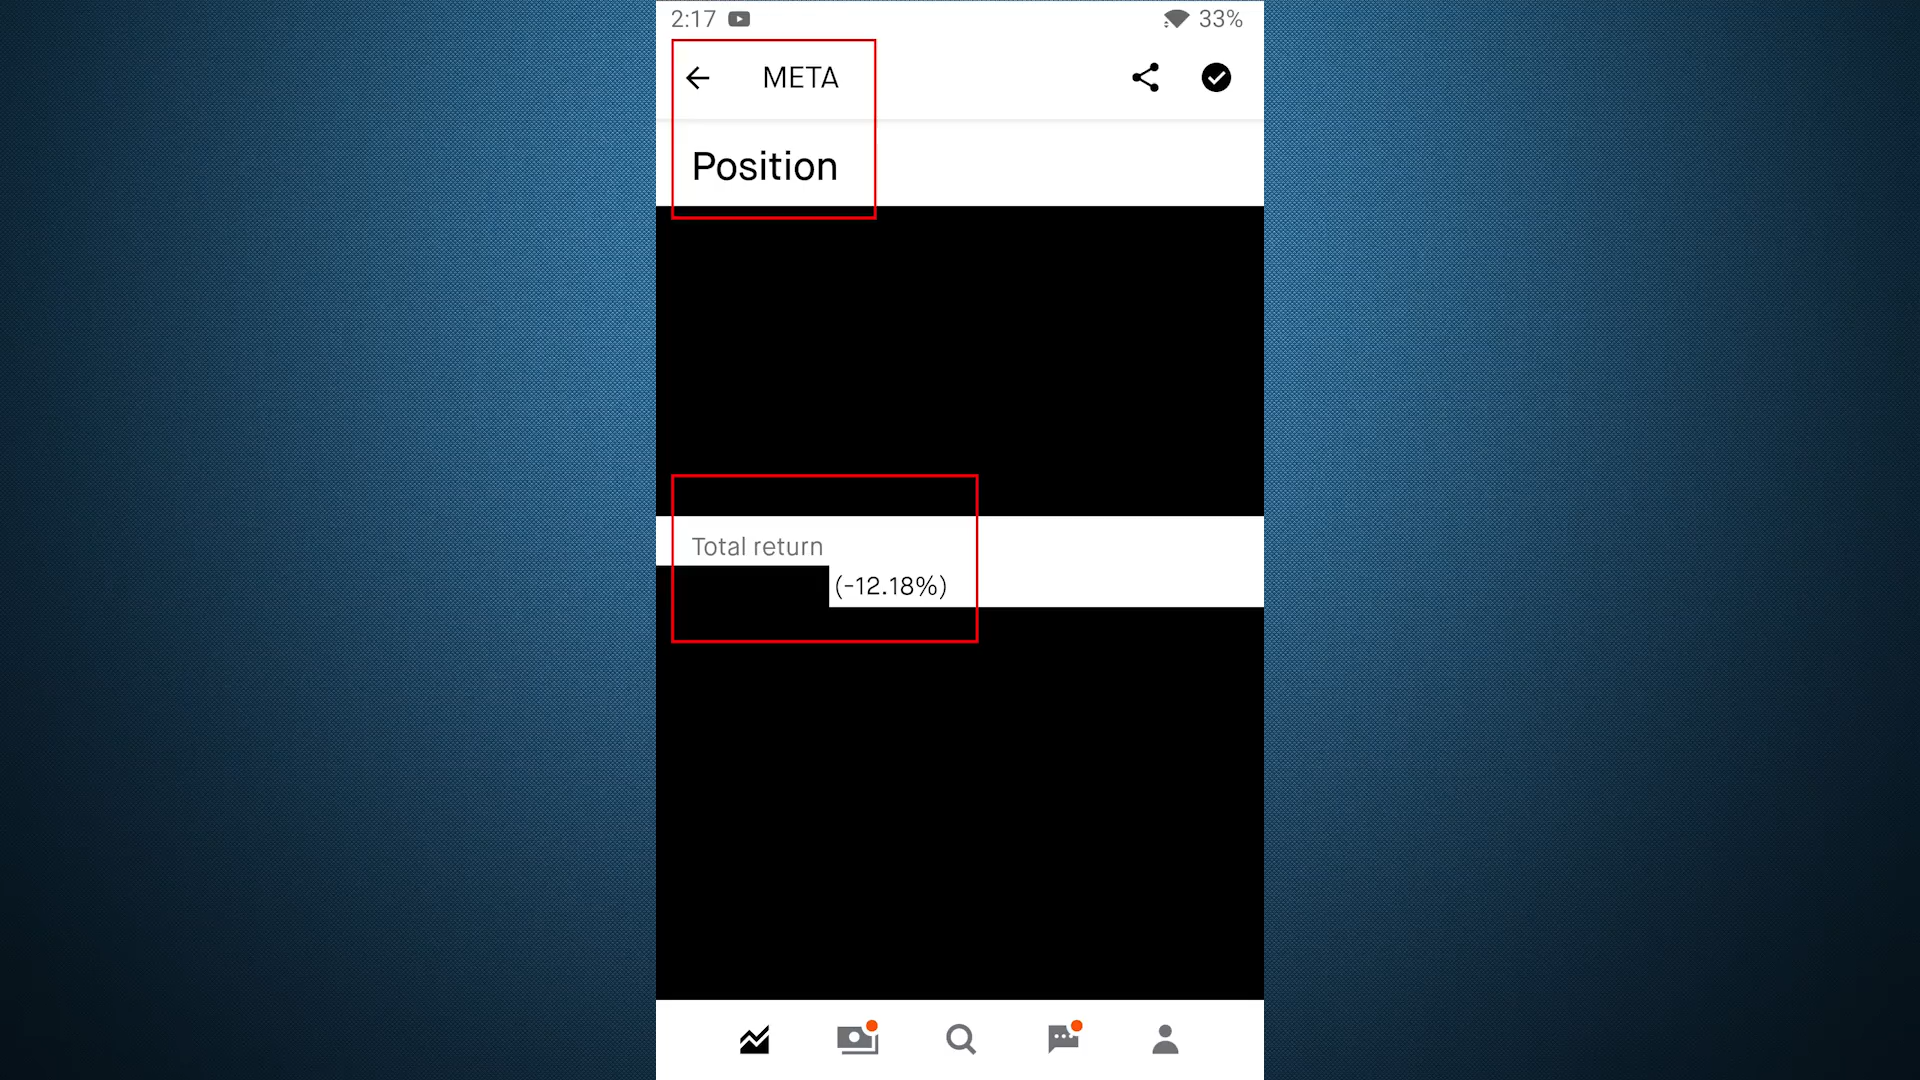 2:17 33%
META
Position
Total return
(-12.18%)